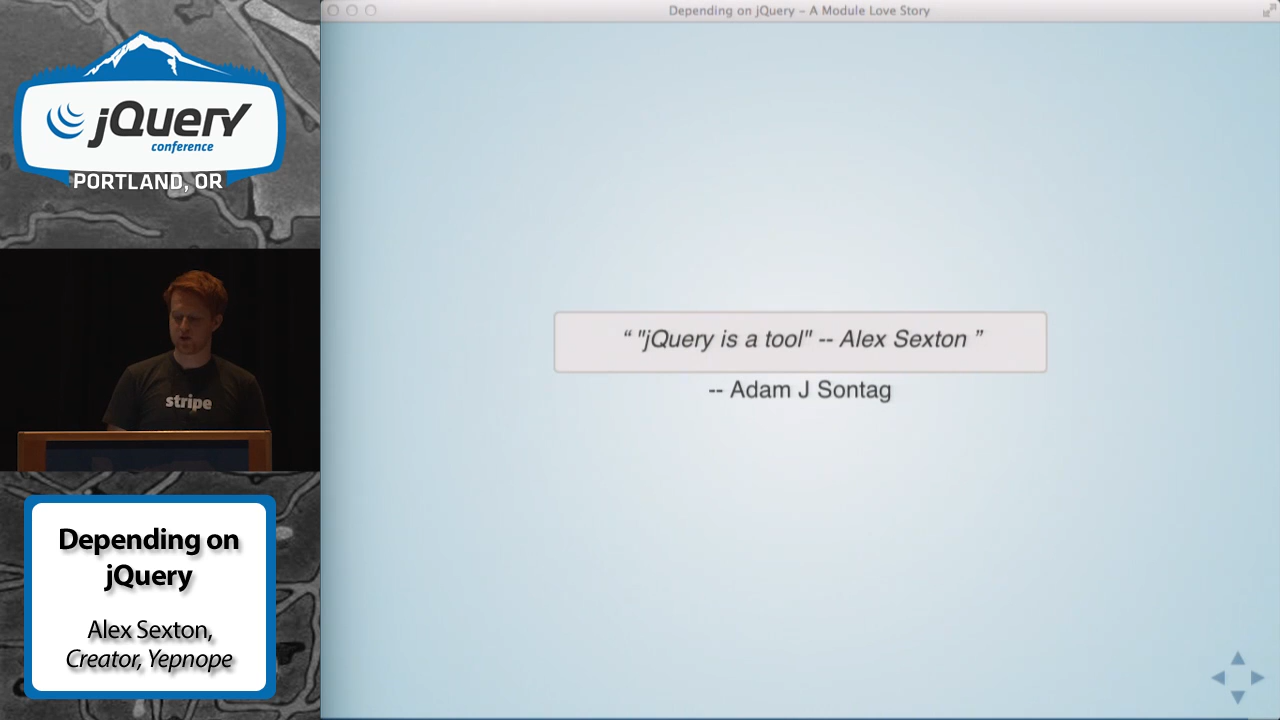 jQuery
conference
PORTLAND, OR
stripe
Depending on
jQuery
Alex Sexton,
Creator, Yepnope
Depending on jQuery – A Module Love Story
“ "jQuery is a tool" -- Alex Sexton ”
-- Adam J Sontag